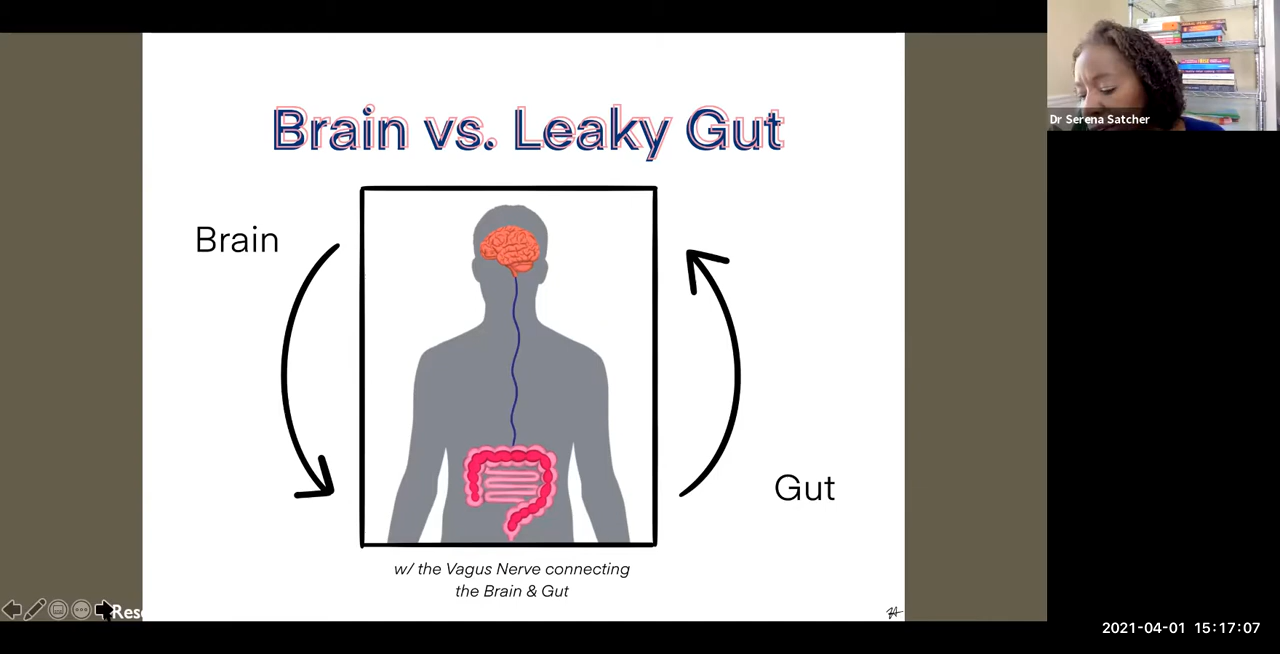 Brain vs. Leaky Gut
Dr Serena Satcher
Brain
Gut
w/ the Vagus Nerve connecting
the Brain & Gut
2021-04-01 15:17:07